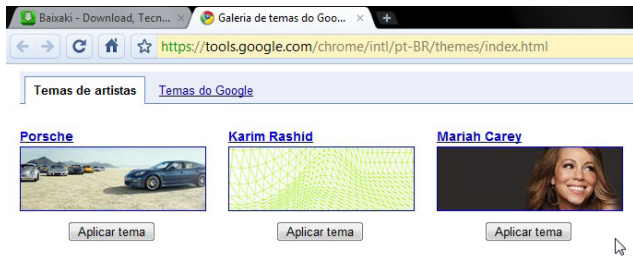 Baixaki - Download, Tecn...
Galeria de temas do Goo...
https://tools.google.com/chrome/intl/pt-BR/themes/index.html
Temas de artistas
Temas do Google
Porsche
Karim Rashid
Mariah Carey
Aplicar tema
Aplicar tema
Aplicar tema